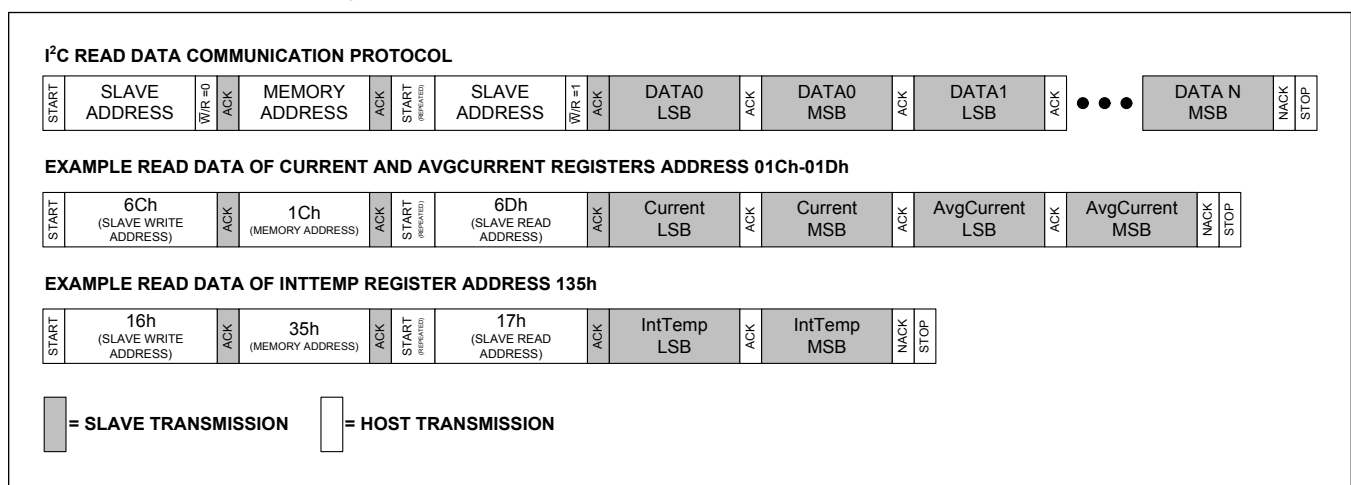 I²C READ DATA COMMUNICATION PROTOCOL
START SLAVE ADDRESS W̅/R =0 ACK MEMORY ADDRESS ACK START (REPEATED) SLAVE ADDRESS W̅/R =1 ACK DATA0 LSB ACK DATA0 MSB ACK DATA1 LSB ACK ●●● DATA N MSB NACK STOP
EXAMPLE READ DATA OF CURRENT AND AVGCURRENT REGISTERS ADDRESS 01Ch-01Dh
START 6Ch (SLAVE WRITE ADDRESS) ACK 1Ch (MEMORY ADDRESS) ACK START (REPEATED) 6Dh (SLAVE READ ADDRESS) ACK Current LSB ACK Current MSB ACK AvgCurrent LSB ACK AvgCurrent MSB NACK STOP
EXAMPLE READ DATA OF INTTEMP REGISTER ADDRESS 135h
START 16h (SLAVE WRITE ADDRESS) ACK 35h (MEMORY ADDRESS) ACK START (REPEATED) 17h (SLAVE READ ADDRESS) ACK IntTemp LSB ACK IntTemp MSB NACK STOP
= SLAVE TRANSMISSION = HOST TRANSMISSION